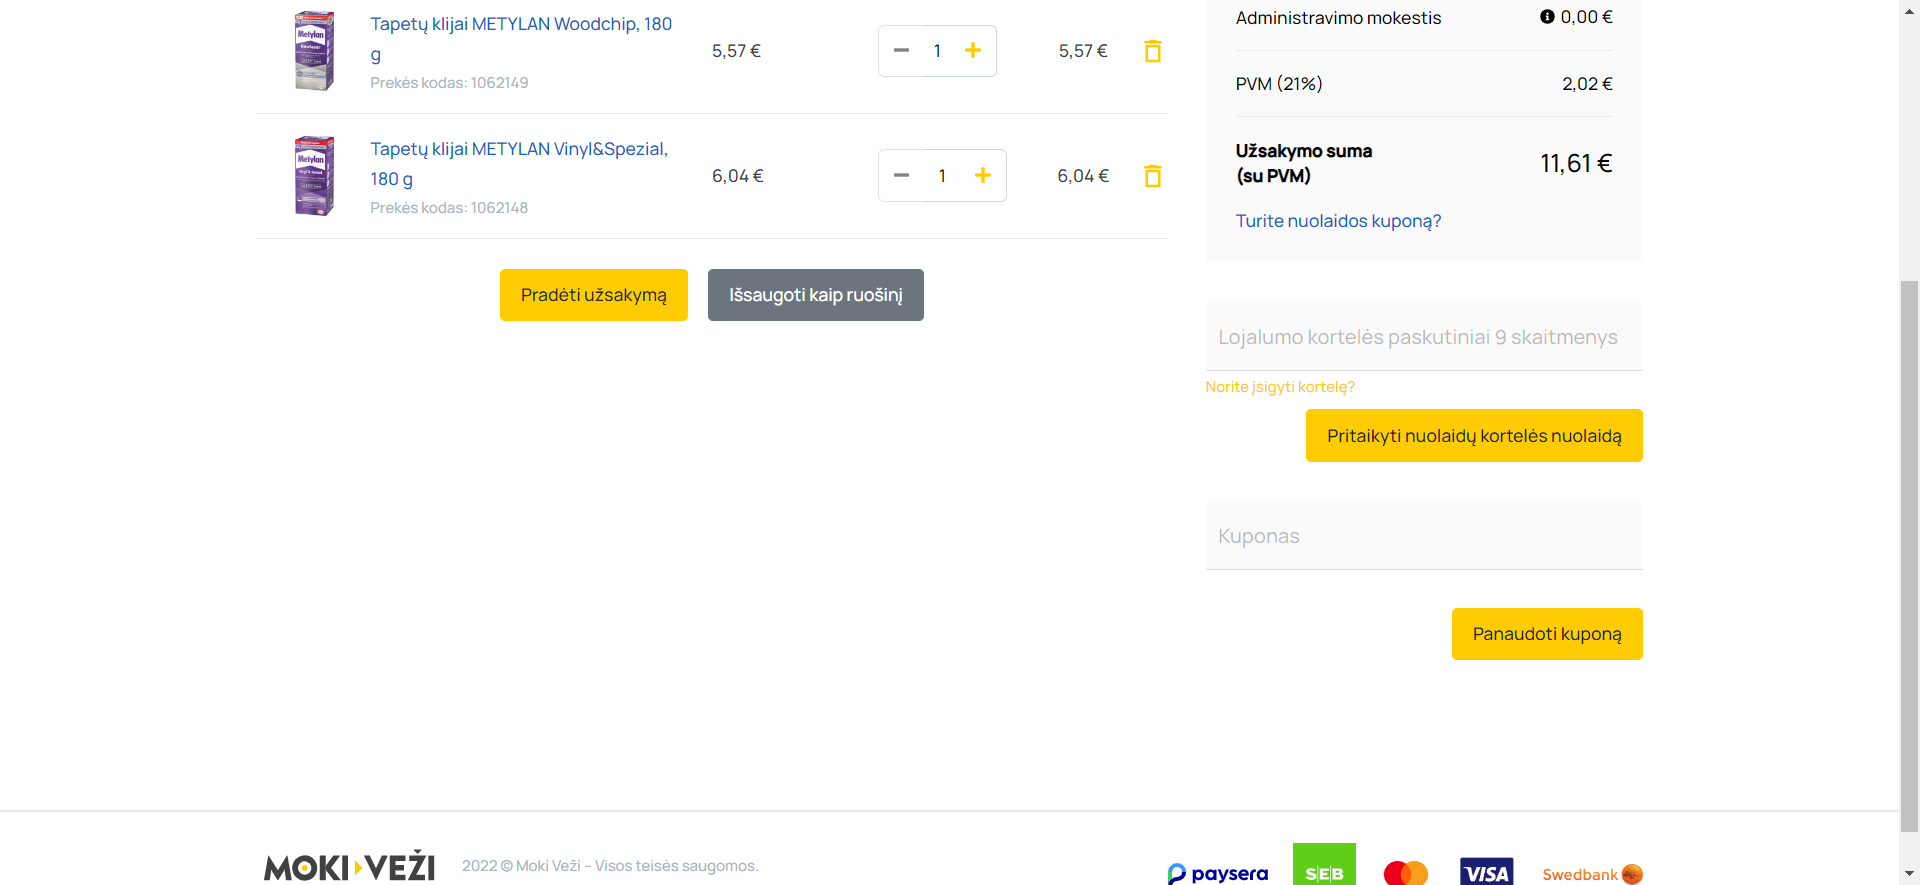 Tapetų klijai METYLAN Woodchip, 180
g
Prekės kodas: 1062149
5,57 €
1
5,57 €
Tapetų klijai METYLAN Vinyl&Spezial,
180 g
Prekės kodas: 1062148
6,04 €
1
6,04 €
Pradėti užsakymą
Išsaugoti kaip ruošinį
Administravimo mokestis
0,00 €
PVM (21%)
2,02 €
Užsakymo suma
(su PVM)
11,61 €
Turite nuolaidos kuponą?
Lojalumo kortelės paskutiniai 9 skaitmenys
Norite įsigyti kortelę?
Pritaikyti nuolaidų kortelės nuolaidą
Kuponas
Panaudoti kuponą
MOKI VEŽI
2022 © Moki Veži – Visos teisės saugomos.
paysera
SEB
VISA
Swedbank
Metylan
Metylan